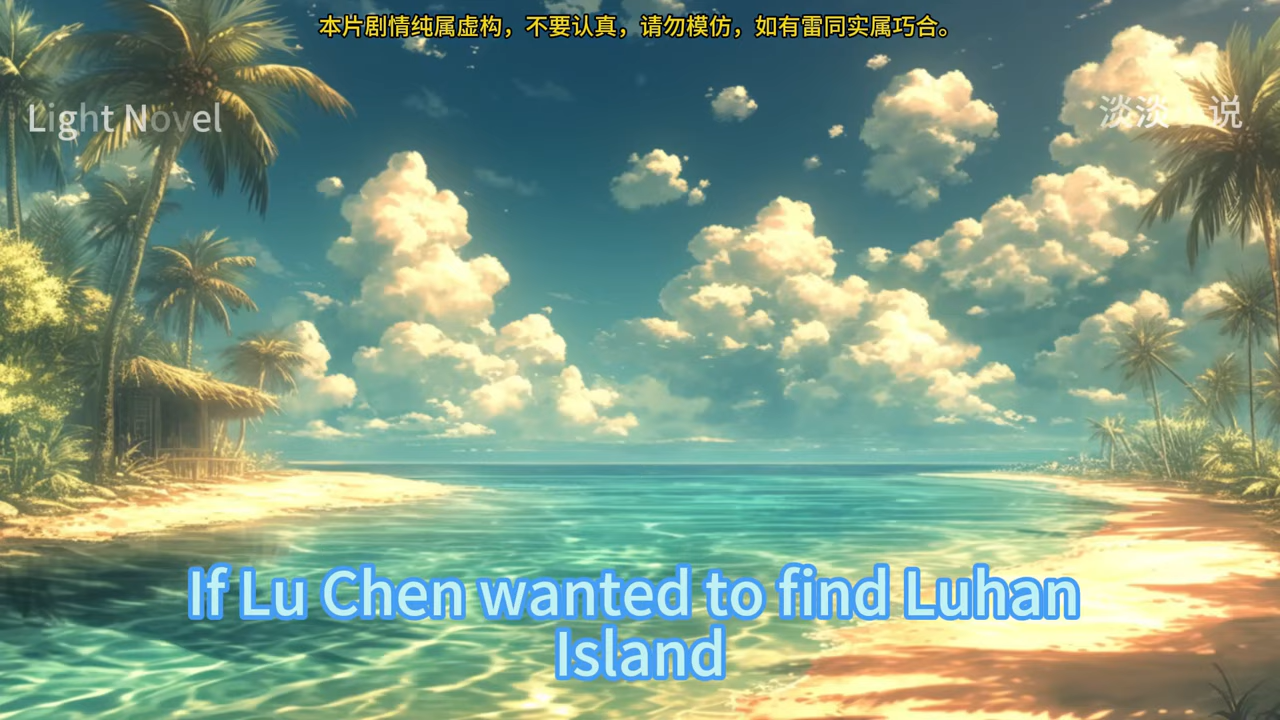 本片剧情纯属虚构，不要认真，请勿模仿，如有雷同实属巧合。
Light Novel
淡淡小说
If Lu Chen wanted to find Luhan
Island